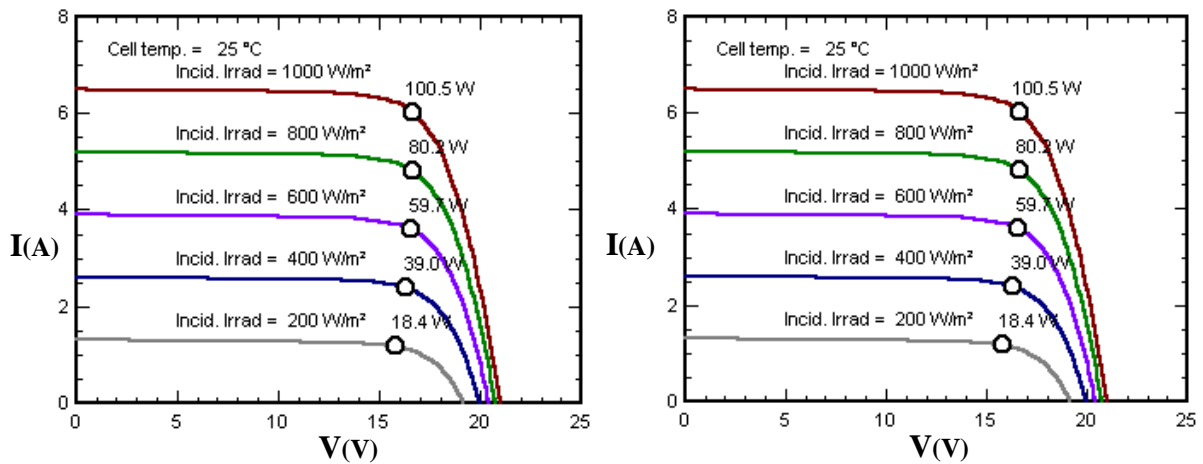 8
Cell temp. = 25 °C
Incid. Irrad = 1000 W/m²
100.5 W
6
Incid. Irrad = 800 W/m²
80.2 W
Incid. Irrad = 600 W/m²
59.7 W
4
I(A)
Incid. Irrad = 400 W/m²
39.0 W
2
Incid. Irrad = 200 W/m²
18.4 W
0
0 5 10 15 20 25
V(V)
8
Cell temp. = 25 °C
Incid. Irrad = 1000 W/m²
100.5 W
6
Incid. Irrad = 800 W/m²
80.2 W
Incid. Irrad = 600 W/m²
59.7 W
4
I(A)
Incid. Irrad = 400 W/m²
39.0 W
2
Incid. Irrad = 200 W/m²
18.4 W
0
0 5 10 15 20 25
V(V)